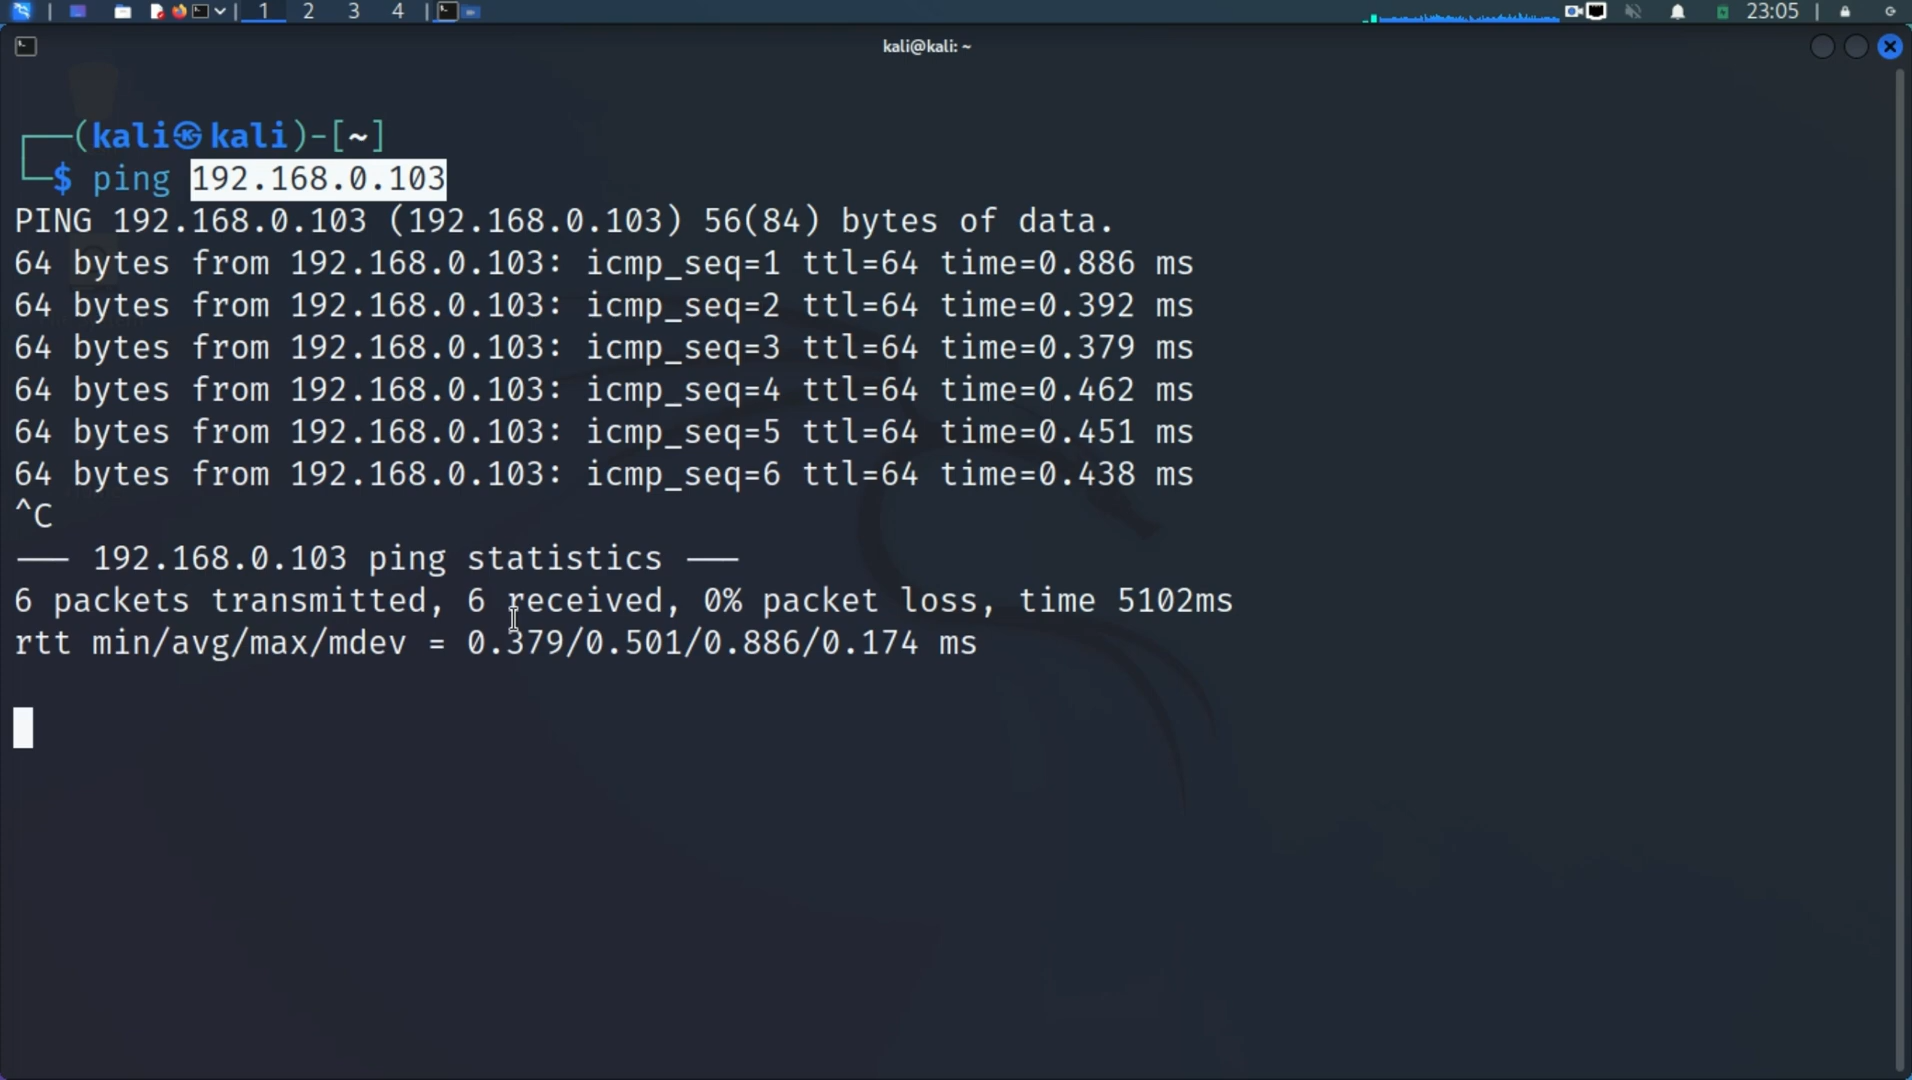 1 2 3 4 23:05
kali@kali: ~
┌──(kali㉿kali)-[~]
└─$ ping 192.168.0.103
PING 192.168.0.103 (192.168.0.103) 56(84) bytes of data.
64 bytes from 192.168.0.103: icmp_seq=1 ttl=64 time=0.886 ms
64 bytes from 192.168.0.103: icmp_seq=2 ttl=64 time=0.392 ms
64 bytes from 192.168.0.103: icmp_seq=3 ttl=64 time=0.379 ms
64 bytes from 192.168.0.103: icmp_seq=4 ttl=64 time=0.462 ms
64 bytes from 192.168.0.103: icmp_seq=5 ttl=64 time=0.451 ms
64 bytes from 192.168.0.103: icmp_seq=6 ttl=64 time=0.438 ms
^C
--- 192.168.0.103 ping statistics ---
6 packets transmitted, 6 received, 0% packet loss, time 5102ms
rtt min/avg/max/mdev = 0.379/0.501/0.886/0.174 ms